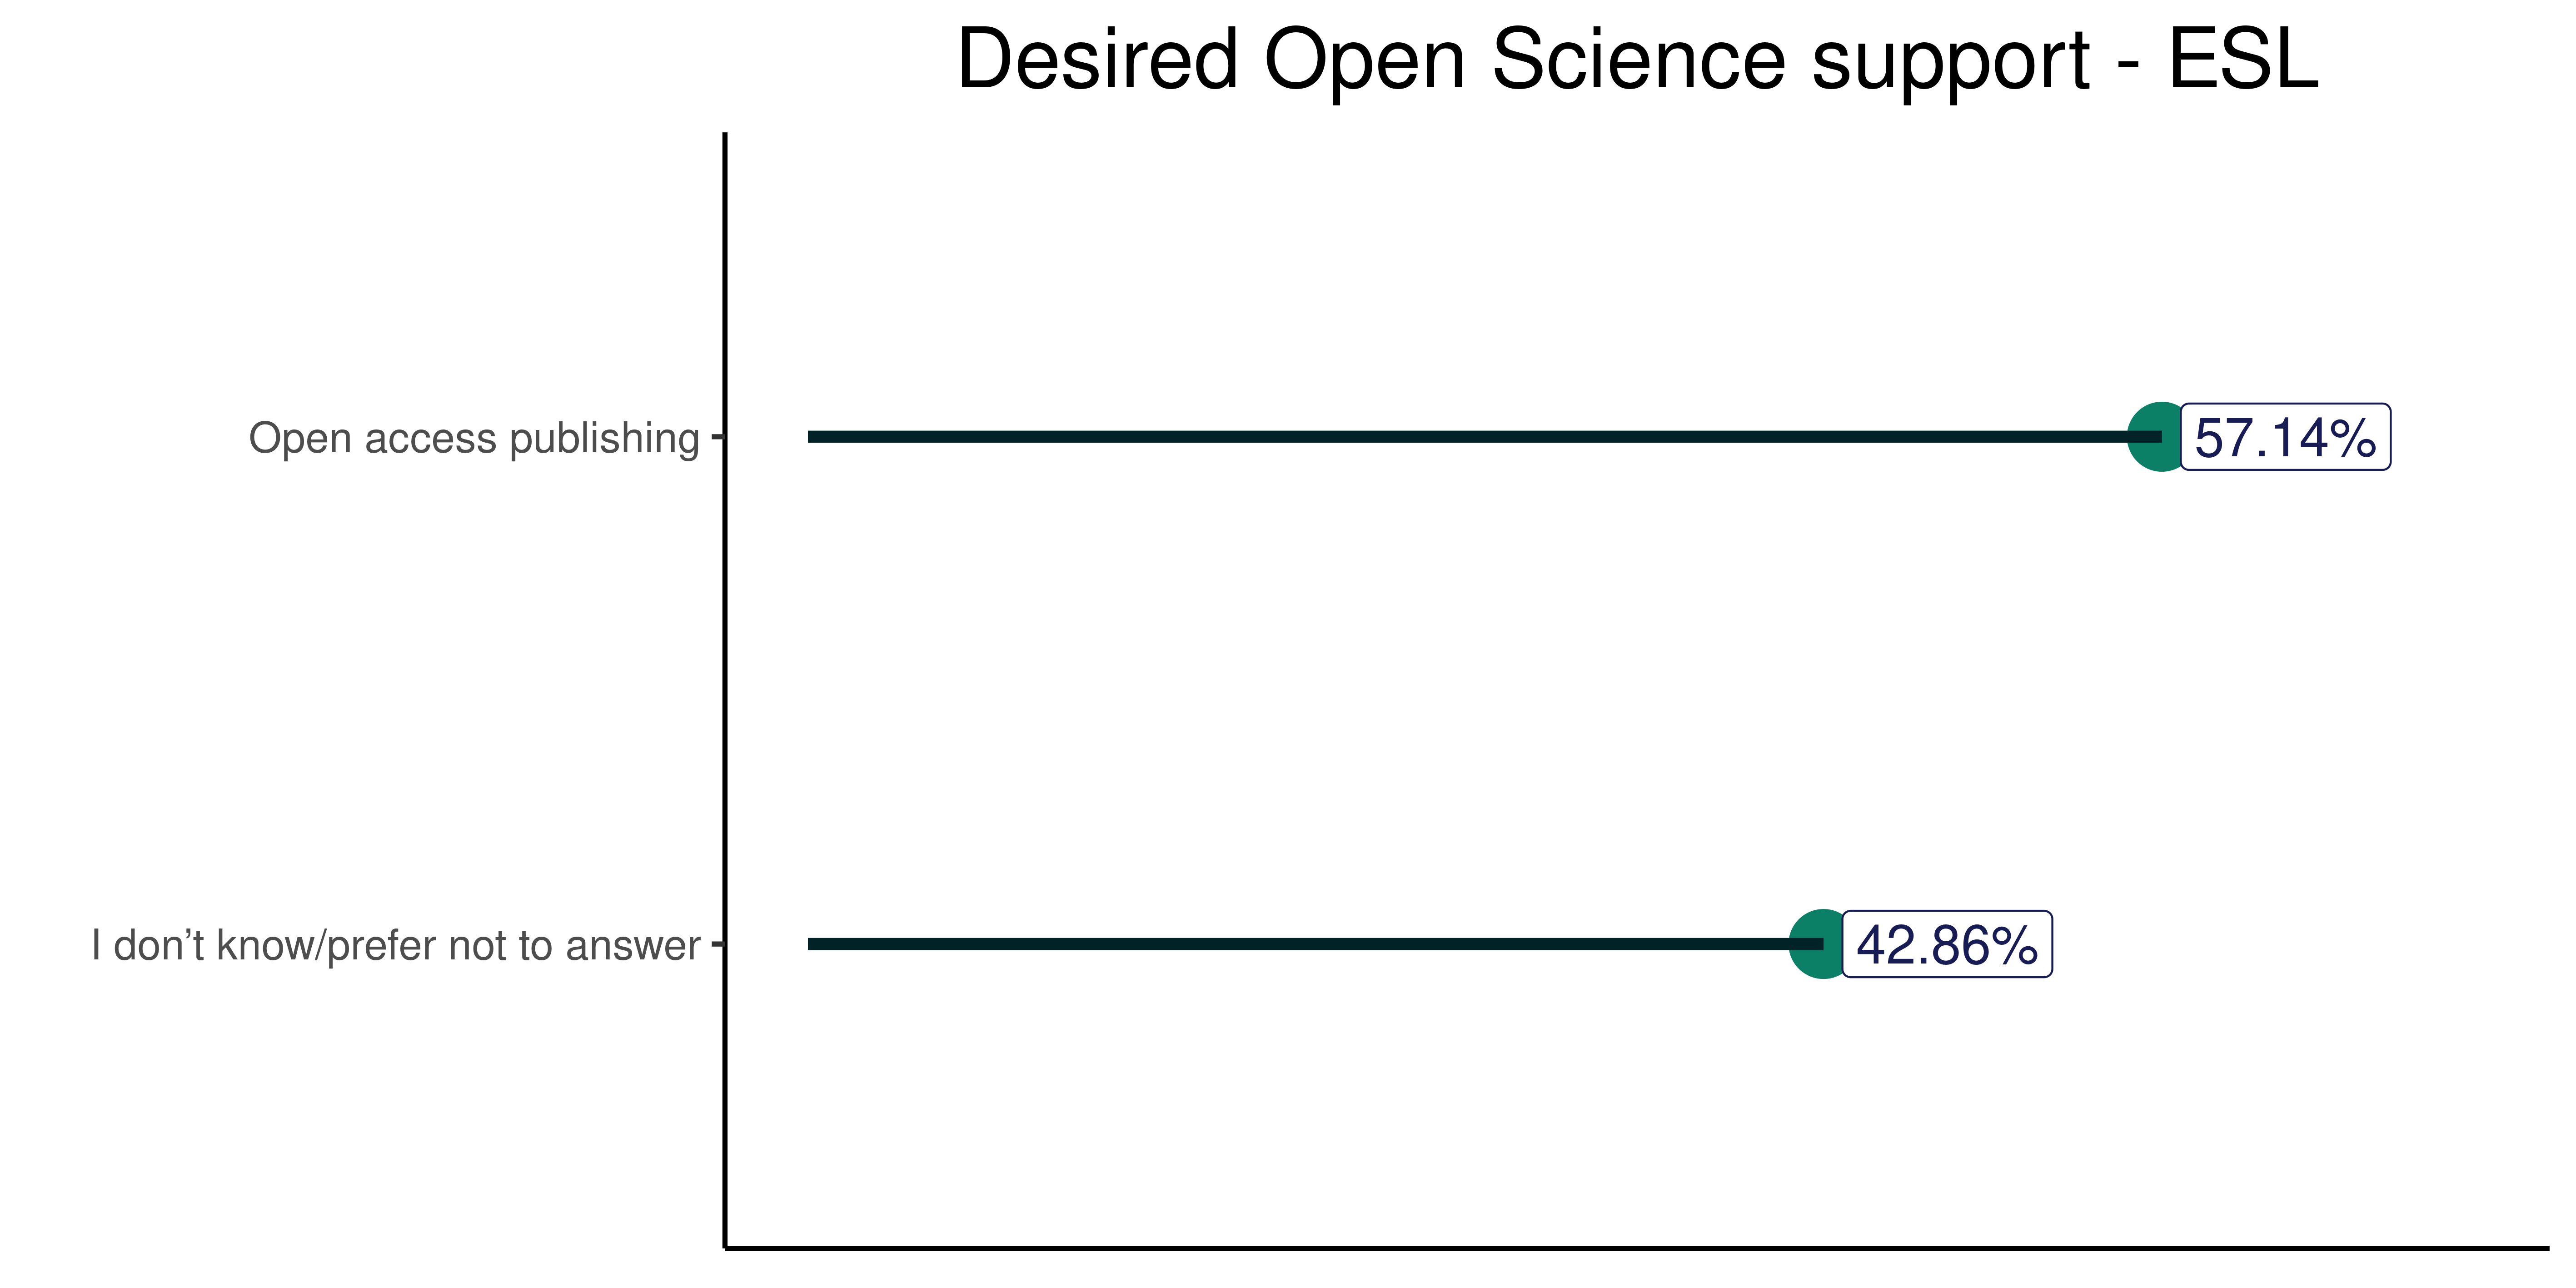 Desired Open Science support - ESL
Open access publishing
57.14%
I don’t know/prefer not to answer
42.86%